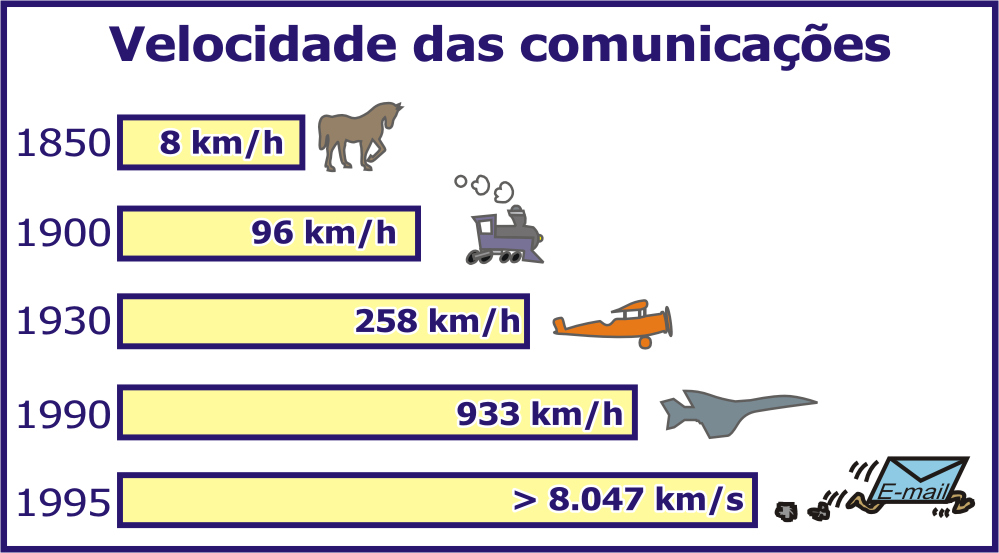 Velocidade das comunicações
1850 8 km/h
1900 96 km/h
1930 258 km/h
1990 933 km/h
1995 > 8.047 km/s E-mail